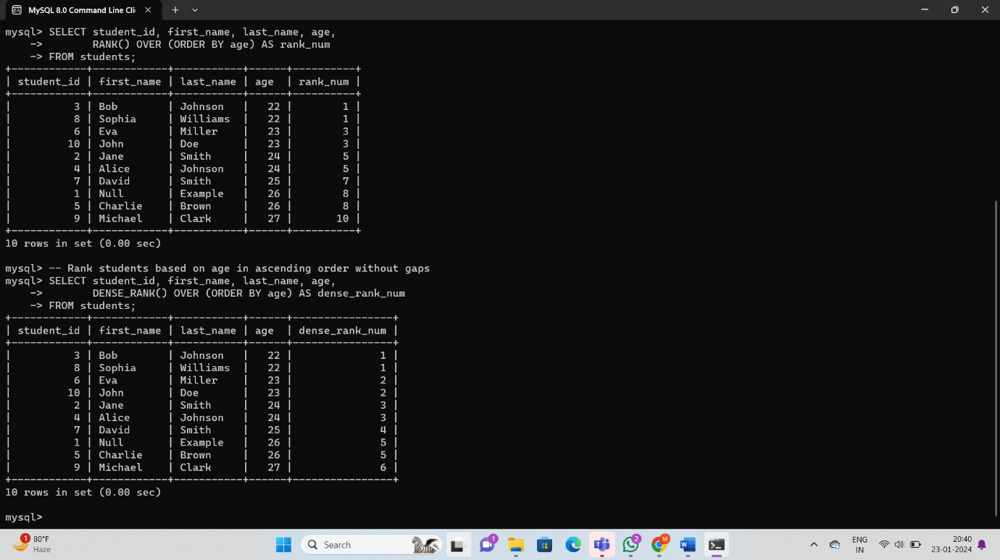 MySQL 8.0 Command Line Cli
mysql> SELECT student_id, first_name, last_name, age,
    ->        RANK() OVER (ORDER BY age) AS rank_num
    -> FROM students;
+------------+------------+-----------+------+----------+
| student_id | first_name | last_name | age  | rank_num |
+------------+------------+-----------+------+----------+
|          3 | Bob        | Johnson   |   22 |        1 |
|          8 | Sophia     | Williams  |   22 |        1 |
|          6 | Eva        | Miller    |   23 |        3 |
|         10 | John       | Doe       |   23 |        3 |
|          2 | Jane       | Smith     |   24 |        5 |
|          4 | Alice      | Johnson   |   24 |        5 |
|          7 | David      | Smith     |   25 |        7 |
|          1 | Null       | Example   |   26 |        8 |
|          5 | Charlie    | Brown     |   26 |        8 |
|          9 | Michael    | Clark     |   27 |       10 |
+------------+------------+-----------+------+----------+
10 rows in set (0.00 sec)
mysql> -- Rank students based on age in ascending order without gaps
mysql> SELECT student_id, first_name, last_name, age,
    ->        DENSE_RANK() OVER (ORDER BY age) AS dense_rank_num
    -> FROM students;
+------------+------------+-----------+------+----------------+
| student_id | first_name | last_name | age  | dense_rank_num |
+------------+------------+-----------+------+----------------+
|          3 | Bob        | Johnson   |   22 |              1 |
|          8 | Sophia     | Williams  |   22 |              1 |
|          6 | Eva        | Miller    |   23 |              2 |
|         10 | John       | Doe       |   23 |              2 |
|          2 | Jane       | Smith     |   24 |              3 |
|          4 | Alice      | Johnson   |   24 |              3 |
|          7 | David      | Smith     |   25 |              4 |
|          1 | Null       | Example   |   26 |              5 |
|          5 | Charlie    | Brown     |   26 |              5 |
|          9 | Michael    | Clark     |   27 |              6 |
+------------+------------+-----------+------+----------------+
10 rows in set (0.00 sec)
mysql>
1
80°F
Haze
Search
1
2
M
W
ENG
IN
20:40
23-01-2024